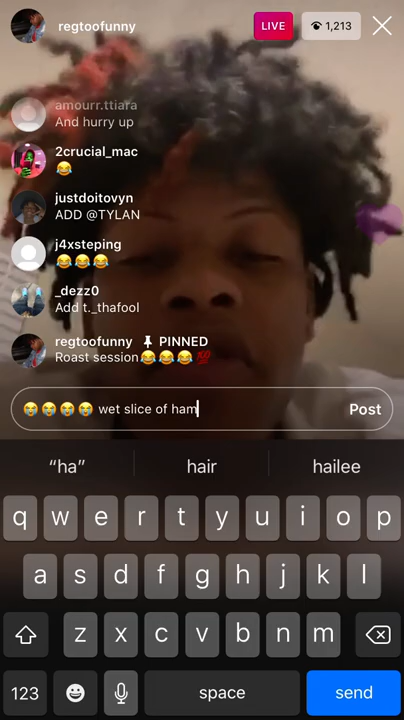 regtoofunny LIVE 1,213
amourr.ttiara
And hurry up
2crucial_mac
😂
justdoitovyn
ADD @TYLAN
j4xsteping
😂😂😂
_dezz0
Add t._thafool
regtoofunny PINNED
Roast session😂😂😂💯
😭😭😭😭 wet slice of ham Post
“ha” hair hailee
q w e r t y u i o p
a s d f g h j k l
z x c v b n m
123 space send